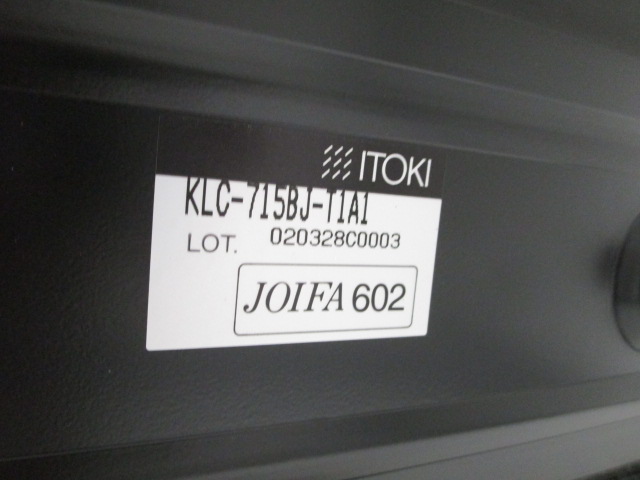 ITOKI
KLC-715BJ-T1A1
LOT. 020328C0003
JOIFA 602